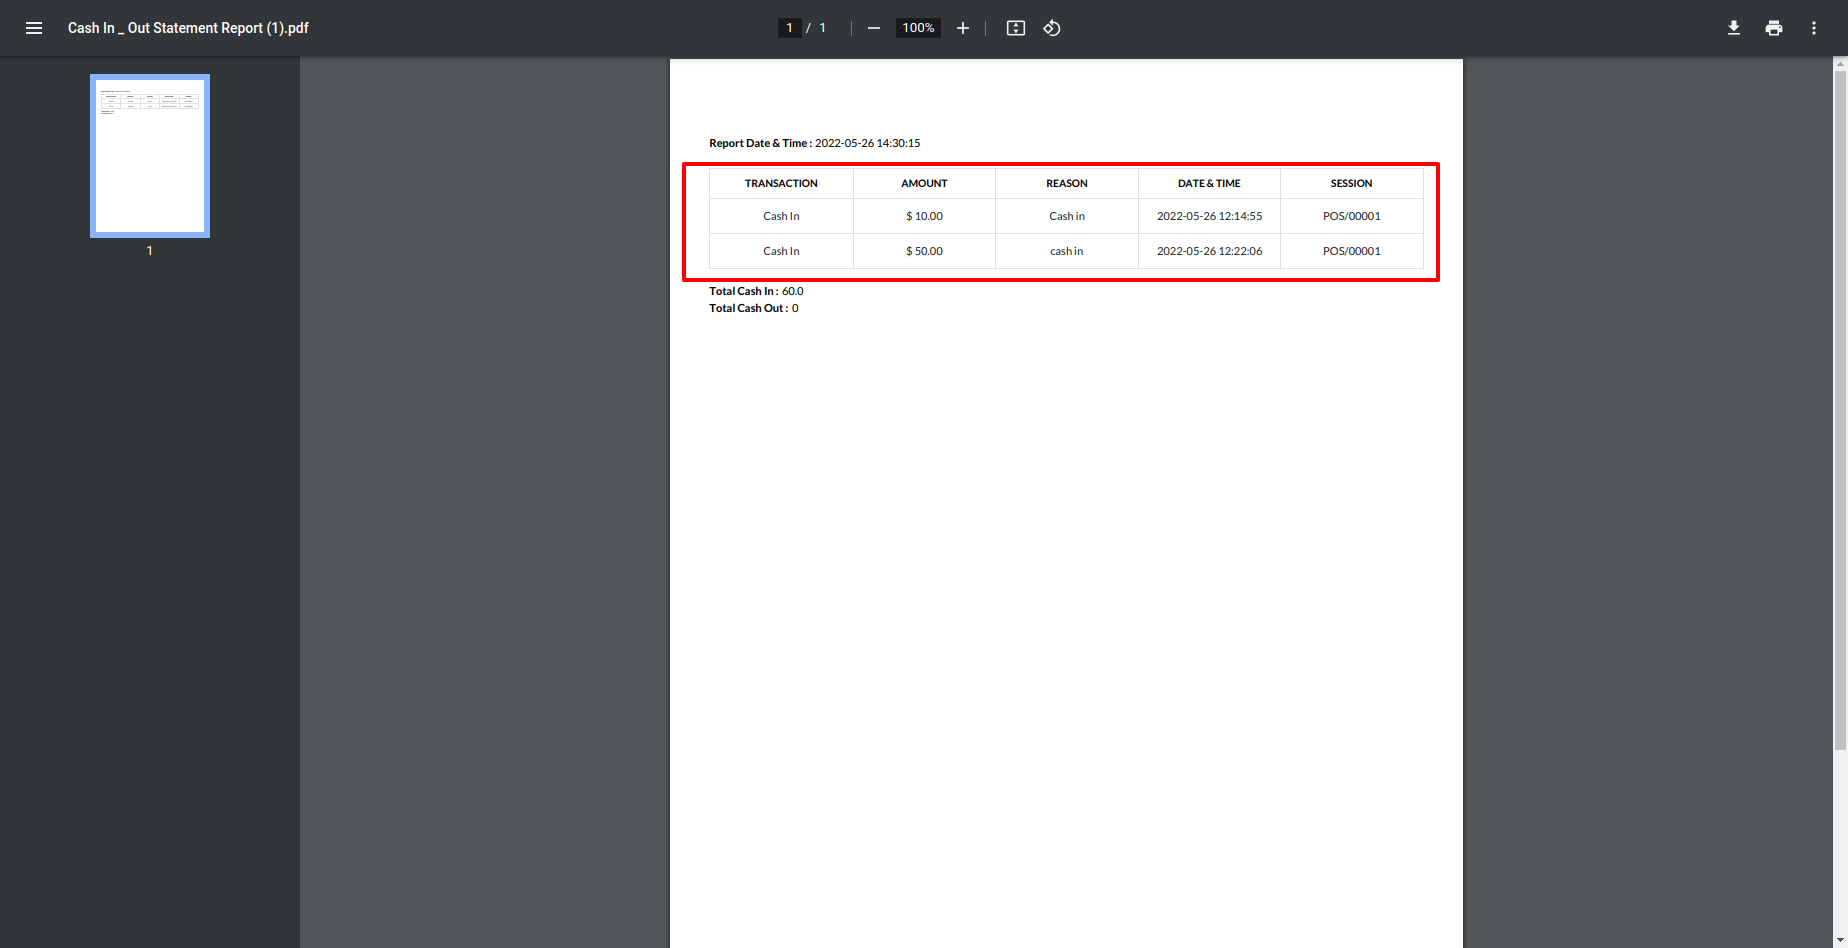 Cash In _ Out Statement Report (1).pdf
1 / 1
100%
1
Report Date & Time : 2022-05-26 14:30:15
TRANSACTION AMOUNT REASON DATE & TIME SESSION
Cash In $ 10.00 Cash in 2022-05-26 12:14:55 POS/00001
Cash In $ 50.00 cash in 2022-05-26 12:22:06 POS/00001
Total Cash In : 60.0
Total Cash Out : 0